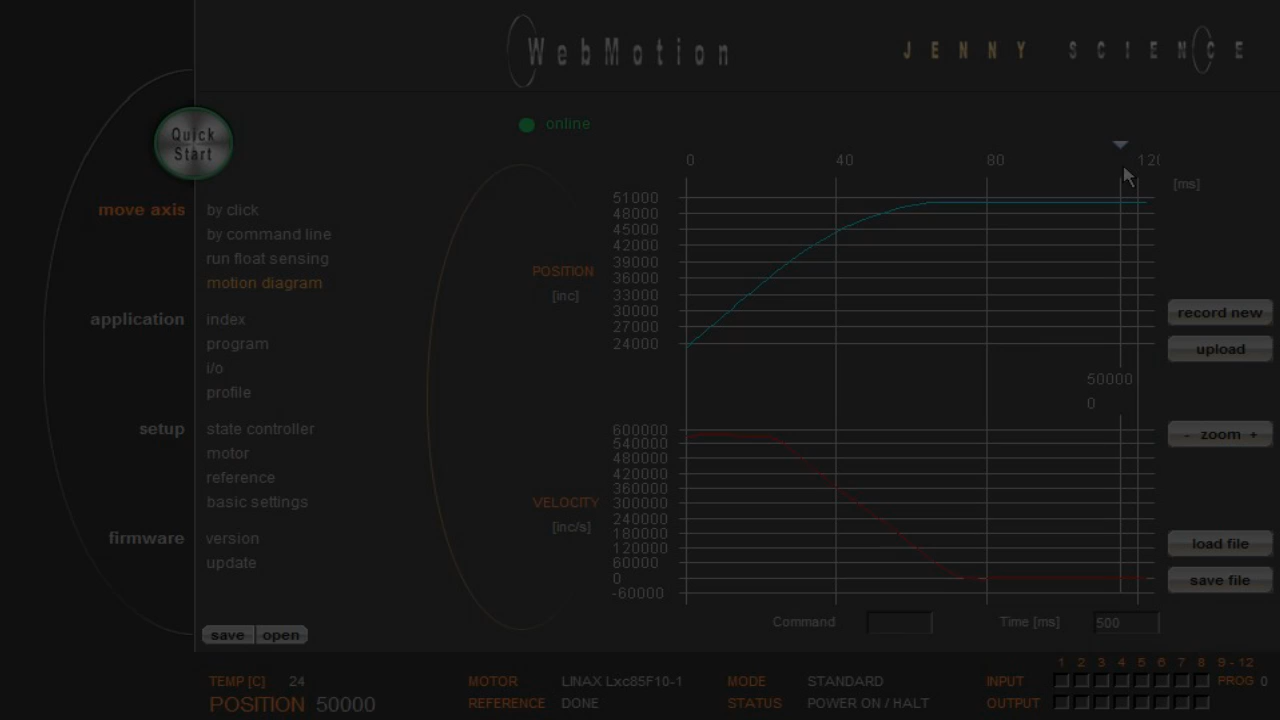 WebMotion
JENNY SCIENCE
Quick
Start
online
move axis
by click
by command line
run float sensing
motion diagram
application
index
program
i/o
profile
setup
state controller
motor
reference
basic settings
firmware
version
update
save open
0 40 80 120
[ms]
51000
48000
45000
42000
39000
36000
33000
30000
27000
24000
POSITION
[inc]
50000
0
600000
540000
480000
420000
360000
300000
240000
180000
120000
60000
0
-60000
VELOCITY
[inc/s]
record new
upload
- zoom +
load file
save file
Command
Time [ms] 500
TEMP [C] 24
POSITION 50000
MOTOR LINAX Lxc85F10-1
REFERENCE DONE
MODE STANDARD
STATUS POWER ON / HALT
1 2 3 4 5 6 7 8 9 - 12
INPUT PROG 0
OUTPUT